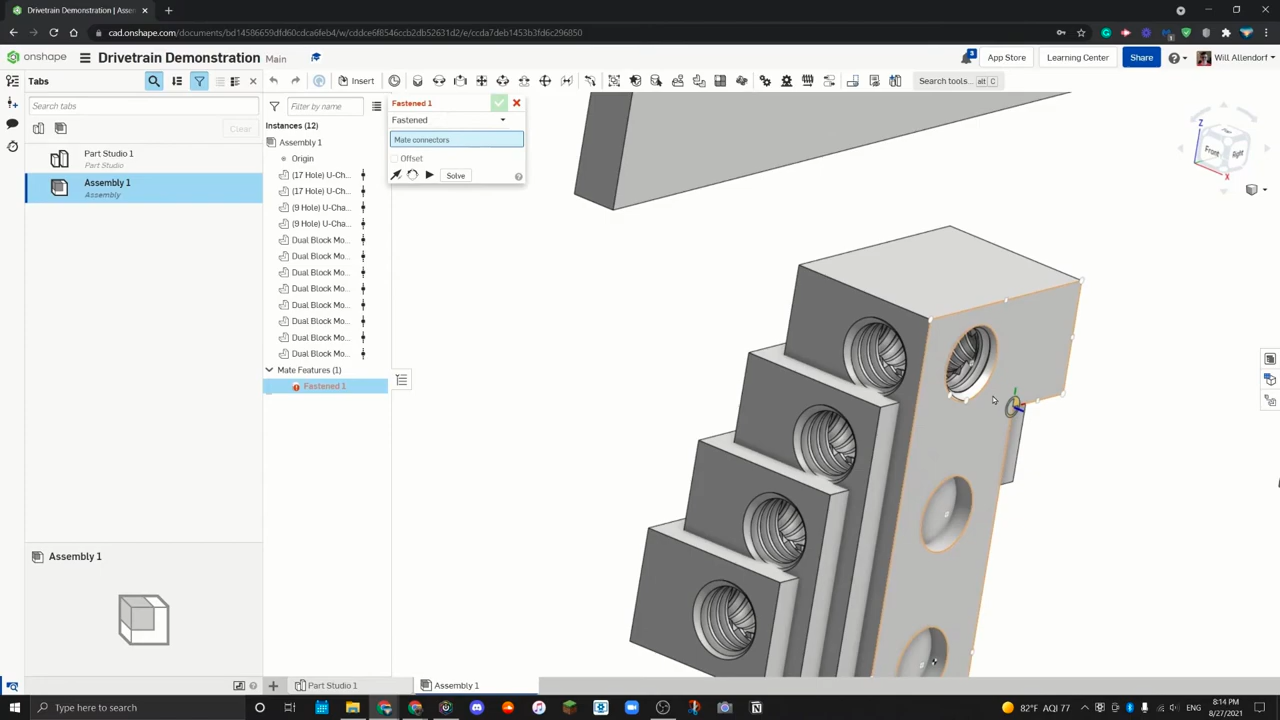 Drivetrain Demonstration | Assem
cad.onshape.com/documents/bd14586659dfd60cdca6fed4/w/cddce6f8546ccfb2db52631d2/e/ccda7deb1453b3fd6c296850
onshape
Drivetrain Demonstration Main
3
App Store
Learning Center
Share
Will Allendorf
Tabs
Insert
Search tools...
alt C
Search tabs
Clear
Part Studio 1
Part Studio
Assembly 1
Assembly
Filter by name
Instances (12)
Assembly 1
Origin
(17 Hole) U-Ch...
(17 Hole) U-Ch...
(9 Hole) U-Cha...
(9 Hole) U-Cha...
Dual Block Mo...
Dual Block Mo...
Dual Block Mo...
Dual Block Mo...
Dual Block Mo...
Dual Block Mo...
Dual Block Mo...
Dual Block Mo...
Mate Features (1)
Fastened 1
Fastened 1
Fastened
Mate connectors
Offset
Solve
Z
Front
Right
X
Assembly 1
Part Studio 1
Assembly 1
Type here to search
82°F AQI 77
ENG
8:14 PM
8/27/2021